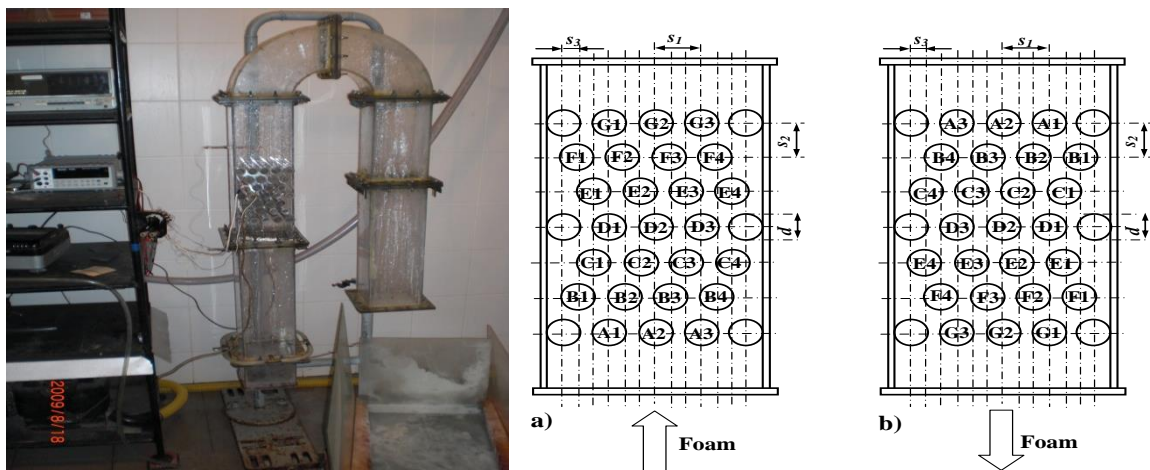 2009/8/18
s3 s1
G1 G2 G3
s2
F1 F2 F3 F4
E1 E2 E3 E4
D1 D2 D3
d
C1 C2 C3 C4
B1 B2 B3 B4
A1 A2 A3
a)
Foam
s3 s1
A3 A2 A1
s2
B4 B3 B2 B1
C4 C3 C2 C1
D3 D2 D1
d
E4 E3 E2 E1
F4 F3 F2 F1
G3 G2 G1
b)
Foam